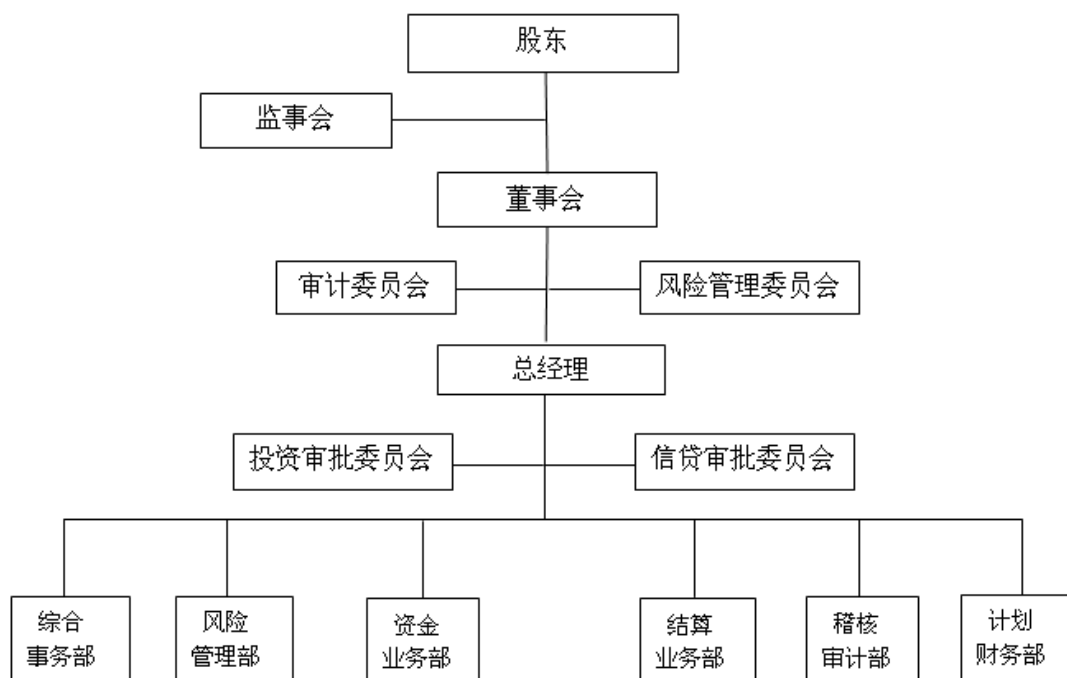 股东
监事会
董事会
审计委员会
风险管理委员会
总经理
投资审批委员会
信贷审批委员会
综合
事务部
风险
管理部
资金
业务部
结算
业务部
稽核
审计部
计划
财务部